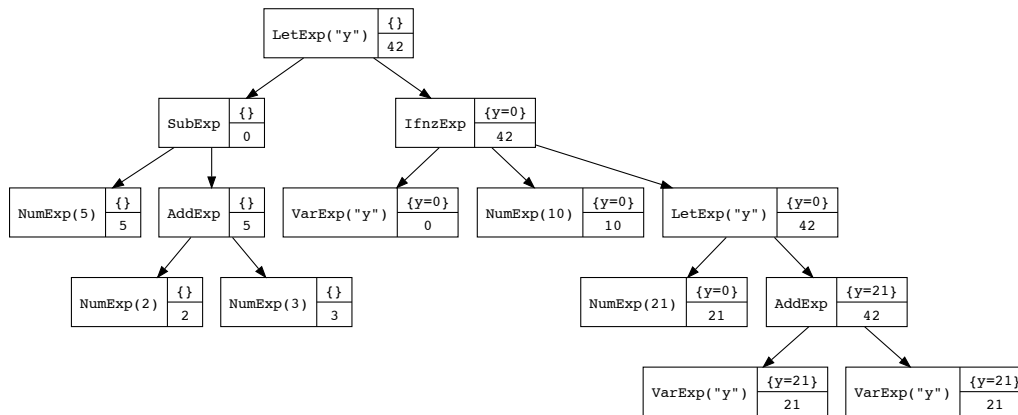 LetExp("y") {} 42
SubExp {} 0
IfnzExp {y=0} 42
NumExp(5) {} 5
AddExp {} 5
VarExp("y") {y=0} 0
NumExp(10) {y=0} 10
LetExp("y") {y=0} 42
NumExp(2) {} 2
NumExp(3) {} 3
NumExp(21) {y=0} 21
AddExp {y=21} 42
VarExp("y") {y=21} 21
VarExp("y") {y=21} 21